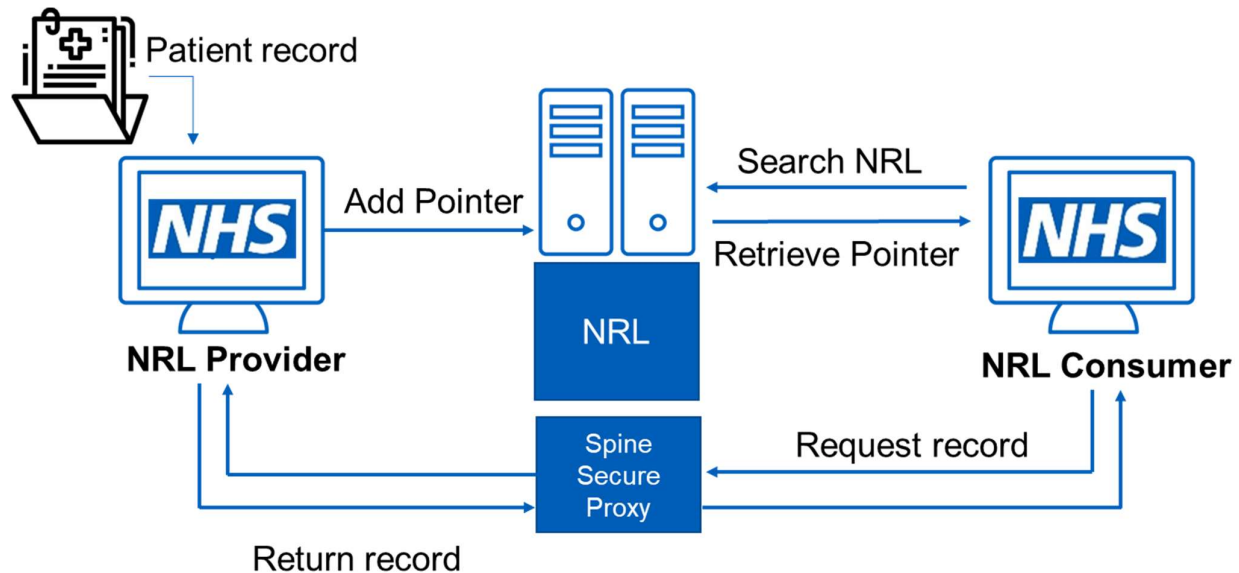 Patient record
NHS
Add Pointer
Search NRL
Retrieve Pointer
NHS
NRL
NRL Provider
NRL Consumer
Spine
Secure
Proxy
Request record
Return record